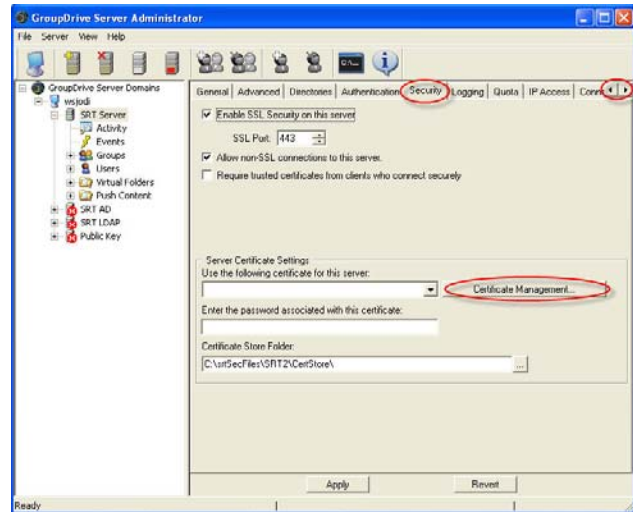 GroupDrive Server Administrator
File Server View Help
GroupDrive Server Domains
wsjodi
SRT Server
Activity
Events
Groups
Users
Virtual Folders
Push Content
SRT AD
SRT LDAP
Public Key
General Advanced Directories Authentication Security Logging Quota IP Access Conn
Enable SSL Security on this server
SSL Port: 443
Allow non-SSL connections to this server.
Require trusted certificates from clients who connect securely
Server Certificate Settings
Use the following certificate for this server:
Certificate Management...
Enter the password associated with this certificate:
Certificate Store Folder:
C:\srtSecFiles\SRT2\CertStore\
...
Apply Revert
Ready